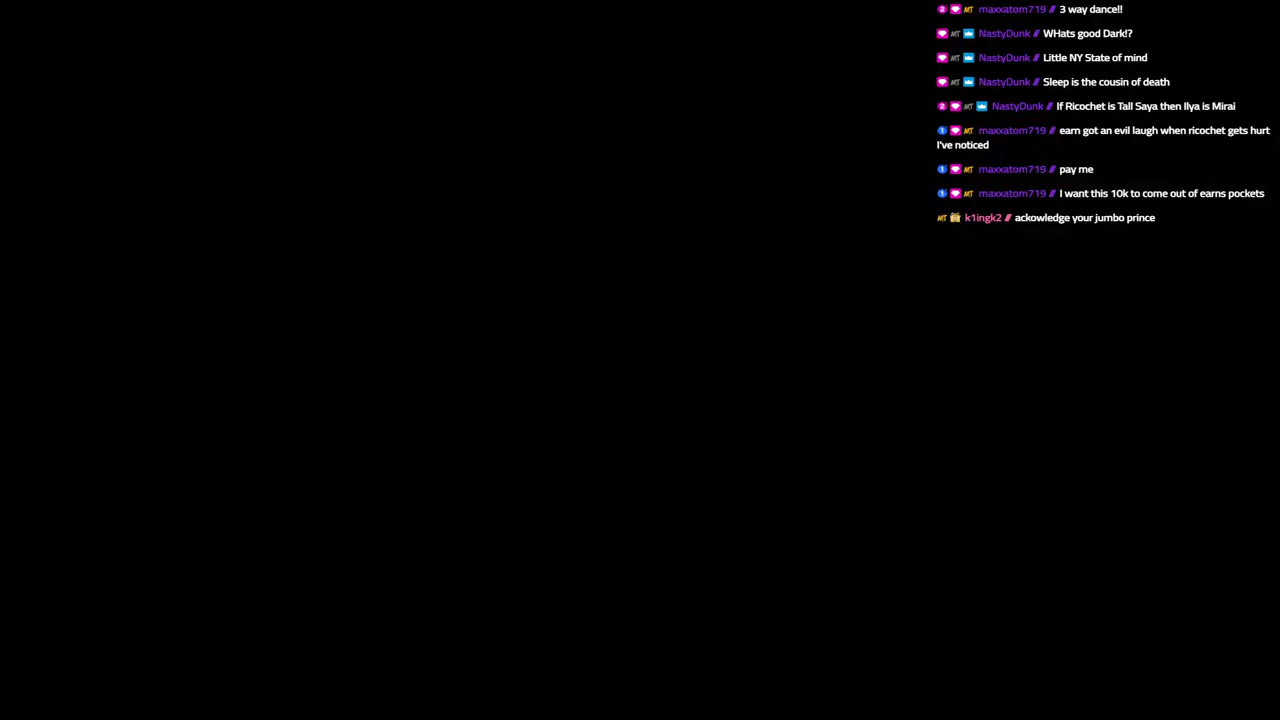 maxxatom719 // 3 way dance!!
NastyDunk // WHats good Dark!?
NastyDunk // Little NY State of mind
NastyDunk // Sleep is the cousin of death
NastyDunk // If Ricochet is Tall Saya then Ilya is Mirai
maxxatom719 // earn got an evil laugh when ricochet gets hurt
I've noticed
maxxatom719 // pay me
maxxatom719 // I want this 10k to come out of earns pockets
k1ingk2 // ackowledge your jumbo prince